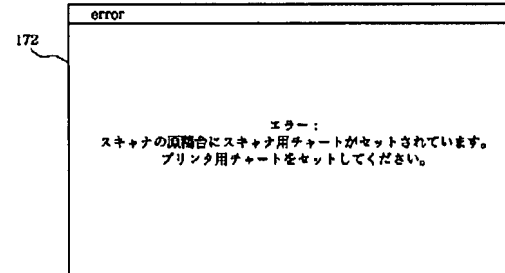 error
172
エラー：
スキャナの原稿台にスキャナ用チャートがセットされています。
プリンタ用チャートをセットしてください。